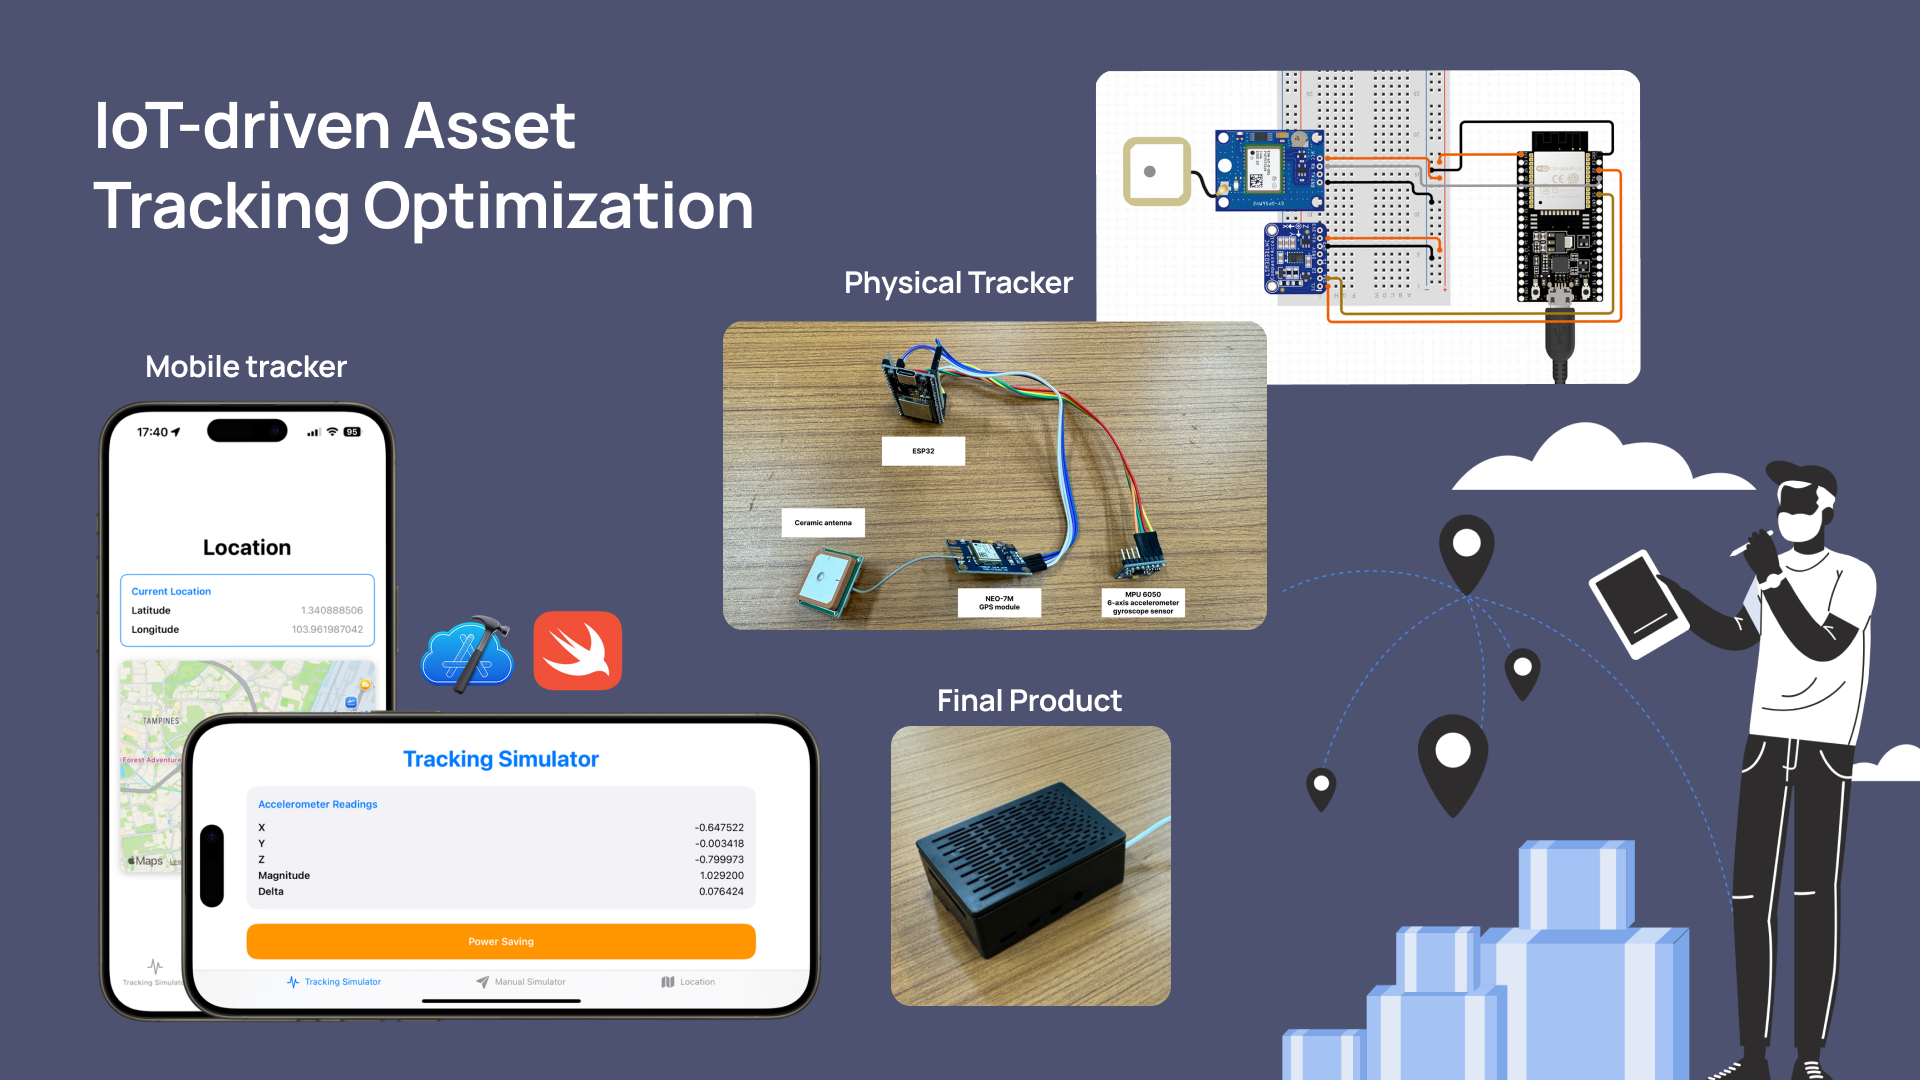 IoT-driven Asset
Tracking Optimization
Physical Tracker
ESP32
Ceramic antenna
NEO-7M
GPS module
MPU 6050
6-axis accelerometer
gyroscope sensor
Mobile tracker
17:40
95
Location
Current Location
Latitude 1.340888506
Longitude 103.961987042
TAMPINES
Forest Adventure
Maps
Tracking Simulator
Accelerometer Readings
X -0.647522
Y -0.003418
Z -0.799973
Magnitude 1.029200
Delta 0.076424
Power Saving
Tracking Simulator
Manual Simulator
Location
Final Product